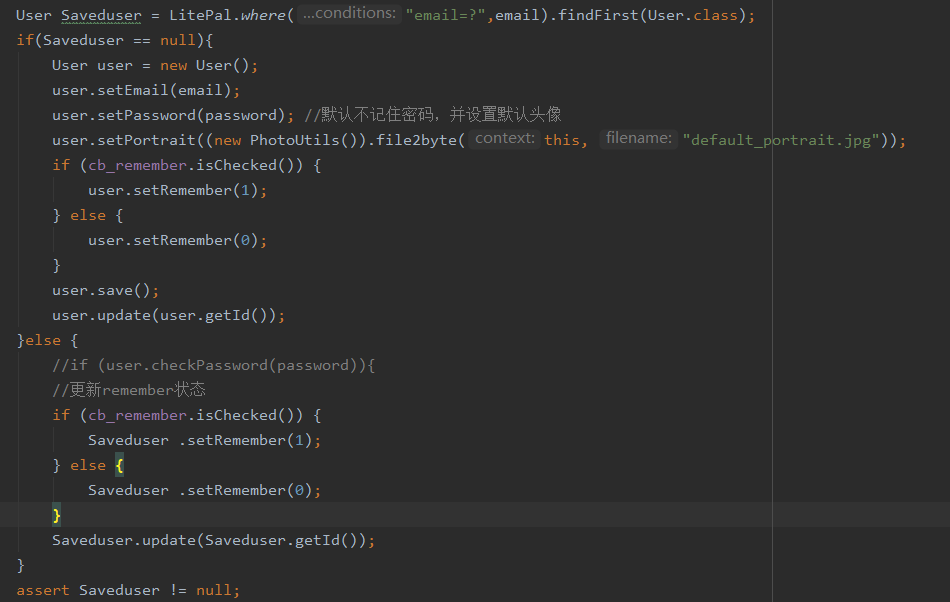 User Saveduser = LitePal.where( ...conditions: "email=?",email).findFirst(User.class);
if(Saveduser == null){
    User user = new User();
    user.setEmail(email);
    user.setPassword(password); //默认不记住密码，并设置默认头像
    user.setPortrait((new PhotoUtils()).file2byte( context: this, filename: "default_portrait.jpg"));
    if (cb_remember.isChecked()) {
        user.setRemember(1);
    } else {
        user.setRemember(0);
    }
    user.save();
    user.update(user.getId());
}else {
    //if (user.checkPassword(password)){
    //更新remember状态
    if (cb_remember.isChecked()) {
        Saveduser .setRemember(1);
    } else {
        Saveduser .setRemember(0);
    }
    Saveduser.update(Saveduser.getId());
}
assert Saveduser != null;